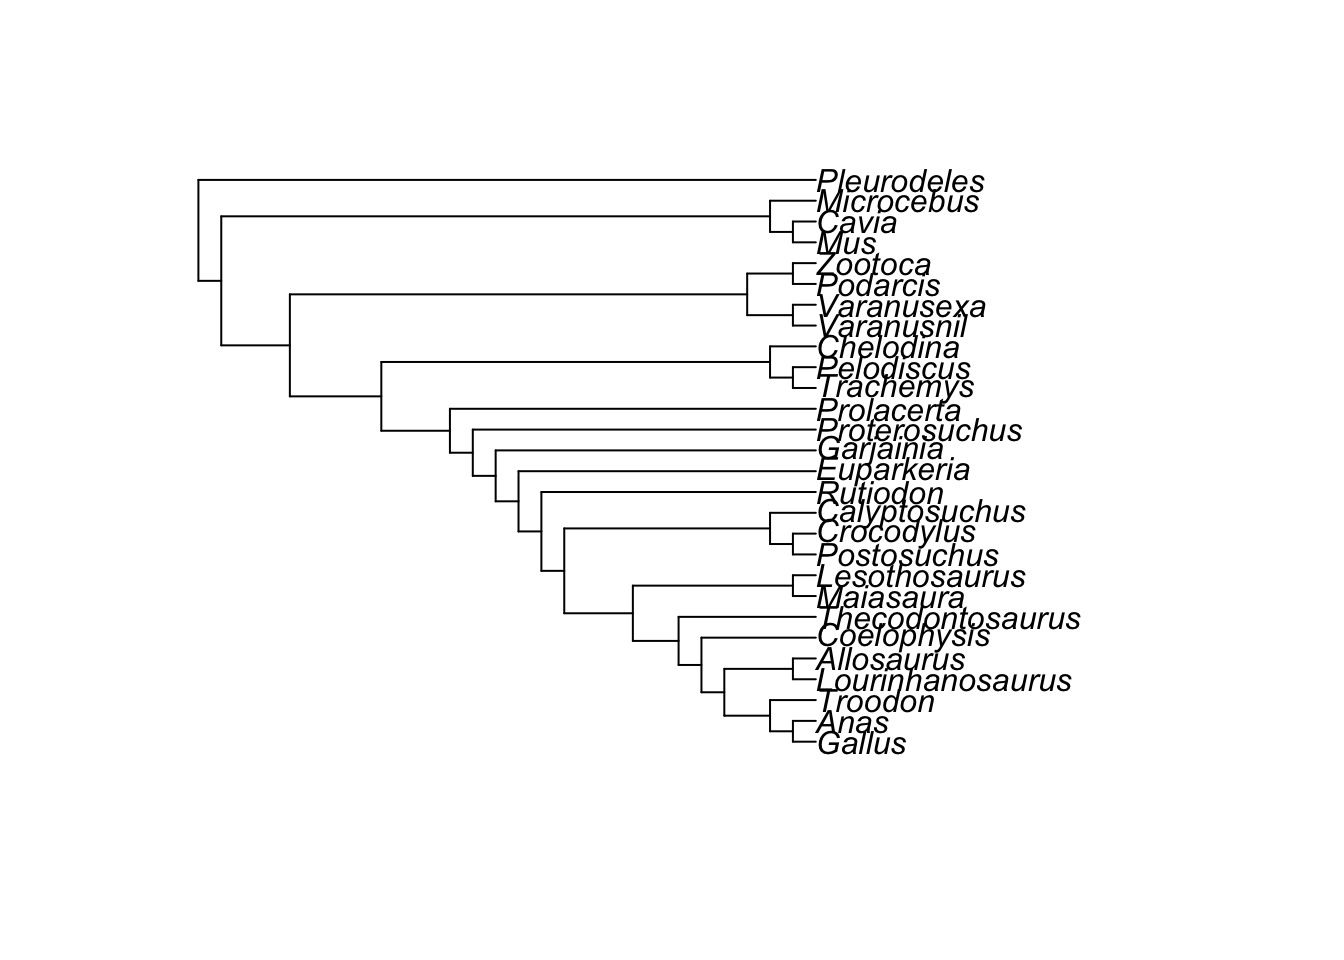 Pleurodeles
Microcebus
Cavia
Mus
Zootoca
Podarcis
Varanusexa
Varanusnil
Chelodina
Pelodiscus
Trachemys
Prolacerta
Proterosuchus
Garjainia
Euparkeria
Rutiodon
Calyptosuchus
Crocodylus
Postosuchus
Lesothosaurus
Maiasaura
Thecodontosaurus
Coelophysis
Allosaurus
Lourinhanosaurus
Troodon
Anas
Gallus